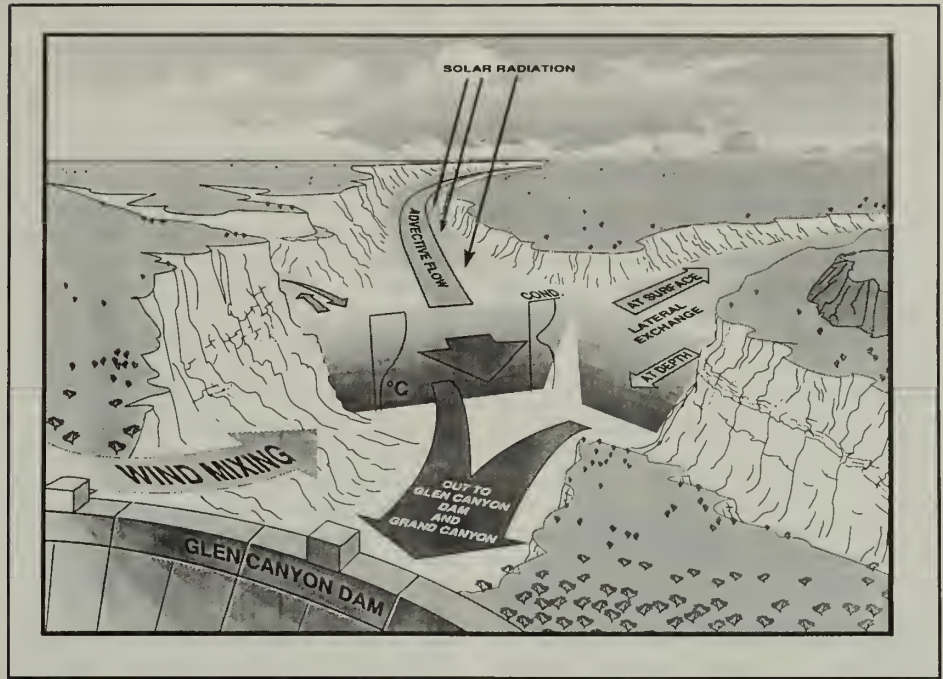 SOLAR RADIATION
ADVECTIVE FLOW
COND
°C
AT SURFACE
LATERAL
EXCHANGE
AT DEPTH
WIND MIXING
OUT TO
GLEN CANYON
DAM
AND
GRAND CANYON
GLEN CANYON DAM